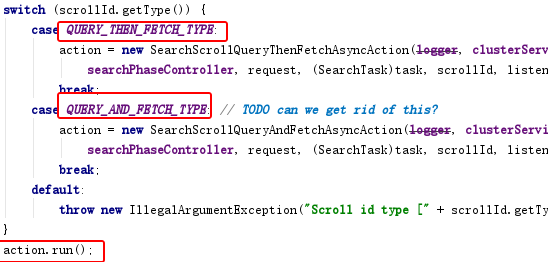 switch (scrollId.getType()) {
case QUERY_THEN_FETCH_TYPE:
action = new SearchScrollQueryThenFetchAsyncAction(logger, clusterServi
searchPhaseController, request, (SearchTask)task, scrollId, listen
break;
case QUERY_AND_FETCH_TYPE: // TODO can we get rid of this?
action = new SearchScrollQueryAndFetchAsyncAction(logger, clusterServic
searchPhaseController, request, (SearchTask)task, scrollId, listen
break;
default:
throw new IllegalArgumentException("Scroll id type [" + scrollId.getTyp
}
action.run();